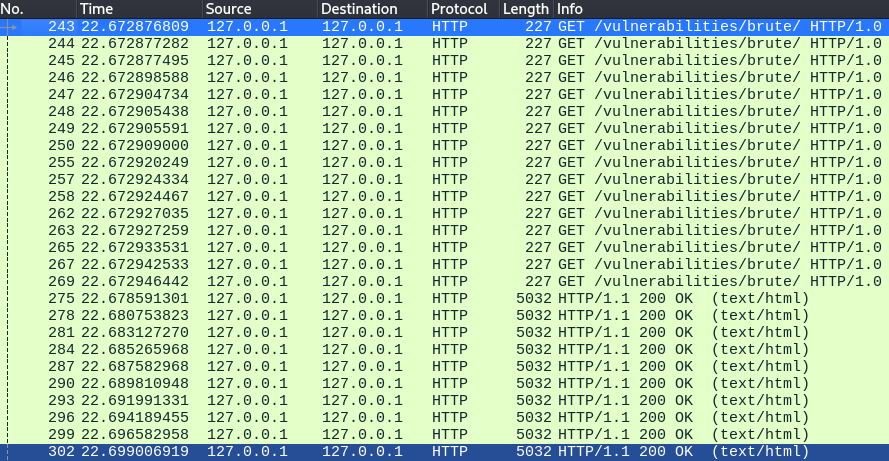 No. Time Source Destination Protocol Length Info
243 22.672876809 127.0.0.1 127.0.0.1 HTTP 227 GET /vulnerabilities/brute/ HTTP/1.0
244 22.672877282 127.0.0.1 127.0.0.1 HTTP 227 GET /vulnerabilities/brute/ HTTP/1.0
245 22.672877495 127.0.0.1 127.0.0.1 HTTP 227 GET /vulnerabilities/brute/ HTTP/1.0
246 22.672898588 127.0.0.1 127.0.0.1 HTTP 227 GET /vulnerabilities/brute/ HTTP/1.0
247 22.672904734 127.0.0.1 127.0.0.1 HTTP 227 GET /vulnerabilities/brute/ HTTP/1.0
248 22.672905438 127.0.0.1 127.0.0.1 HTTP 227 GET /vulnerabilities/brute/ HTTP/1.0
249 22.672905591 127.0.0.1 127.0.0.1 HTTP 227 GET /vulnerabilities/brute/ HTTP/1.0
250 22.672909000 127.0.0.1 127.0.0.1 HTTP 227 GET /vulnerabilities/brute/ HTTP/1.0
255 22.672920249 127.0.0.1 127.0.0.1 HTTP 227 GET /vulnerabilities/brute/ HTTP/1.0
257 22.672924334 127.0.0.1 127.0.0.1 HTTP 227 GET /vulnerabilities/brute/ HTTP/1.0
258 22.672924467 127.0.0.1 127.0.0.1 HTTP 227 GET /vulnerabilities/brute/ HTTP/1.0
262 22.672927035 127.0.0.1 127.0.0.1 HTTP 227 GET /vulnerabilities/brute/ HTTP/1.0
263 22.672927259 127.0.0.1 127.0.0.1 HTTP 227 GET /vulnerabilities/brute/ HTTP/1.0
265 22.672933531 127.0.0.1 127.0.0.1 HTTP 227 GET /vulnerabilities/brute/ HTTP/1.0
267 22.672942533 127.0.0.1 127.0.0.1 HTTP 227 GET /vulnerabilities/brute/ HTTP/1.0
269 22.672946442 127.0.0.1 127.0.0.1 HTTP 227 GET /vulnerabilities/brute/ HTTP/1.0
275 22.678591301 127.0.0.1 127.0.0.1 HTTP 5032 HTTP/1.1 200 OK (text/html)
278 22.680753823 127.0.0.1 127.0.0.1 HTTP 5032 HTTP/1.1 200 OK (text/html)
281 22.683127270 127.0.0.1 127.0.0.1 HTTP 5032 HTTP/1.1 200 OK (text/html)
284 22.685265968 127.0.0.1 127.0.0.1 HTTP 5032 HTTP/1.1 200 OK (text/html)
287 22.687582968 127.0.0.1 127.0.0.1 HTTP 5032 HTTP/1.1 200 OK (text/html)
290 22.689810948 127.0.0.1 127.0.0.1 HTTP 5032 HTTP/1.1 200 OK (text/html)
293 22.691991331 127.0.0.1 127.0.0.1 HTTP 5032 HTTP/1.1 200 OK (text/html)
296 22.694189455 127.0.0.1 127.0.0.1 HTTP 5032 HTTP/1.1 200 OK (text/html)
299 22.696582958 127.0.0.1 127.0.0.1 HTTP 5032 HTTP/1.1 200 OK (text/html)
302 22.699006919 127.0.0.1 127.0.0.1 HTTP 5032 HTTP/1.1 200 OK (text/html)